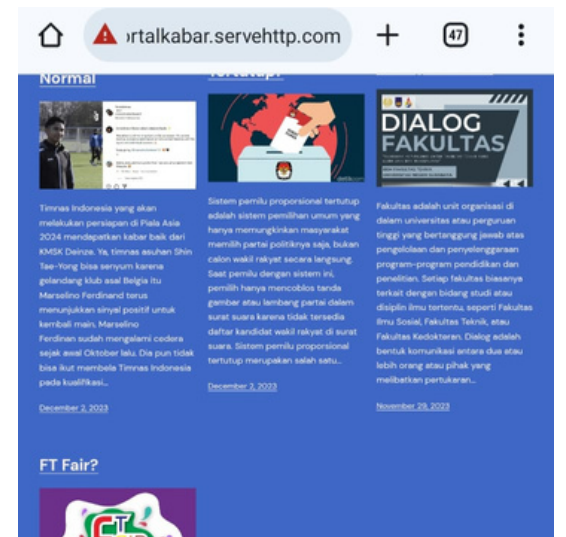 rtalkabar.servehttp.com
47
Normal
Tertutup?
DIALOG
FAKULTAS
Timnas Indonesia yang akan
melakukan persiapan di Piala Asia
2024 mendapatkan kabar baik dari
KMSK Deinze. Ya, timnas asuhan Shin
Tae-Yong bisa senyum karena
gelandang klub asal Belgia itu
Marselino Ferdinand terus
menunjukkan sinyal positif untuk
kembali main. Marselino
Ferdinan sudah mengalami cedera
sejak awal Oktober lalu. Dia pun tidak
bisa ikut membela Timnas Indonesia
pada kualifikasi...
December 2, 2023
Sistem pemilu proporsional tertutup
adalah sistem pemilihan umum yang
hanya memungkinkan masyarakat
memilih partai politiknya saja, bukan
calon wakil rakyat secara langsung.
Saat pemilu dengan sistem ini,
pemilih hanya mencoblos tanda
gambar atau lambang partai dalam
surat suara karena tidak tersedia
daftar kandidat wakil rakyat di surat
suara. Sistem pemilu proporsional
tertutup merupakan salah satu...
December 2, 2023
Fakultas adalah unit organisasi di
dalam universitas atau perguruan
tinggi yang bertanggung jawab atas
pengelolaan dan penyelenggaraan
program-program pendidikan dan
penelitian. Setiap fakultas biasanya
terkait dengan bidang studi atau
disiplin ilmu tertentu, seperti Fakultas
Ilmu Sosial, Fakultas Teknik, atau
Fakultas Kedokteran. Dialog adalah
bentuk komunikasi antara dua atau
lebih orang atau pihak yang
melibatkan pertukaran...
November 29, 2023
FT Fair?
FT